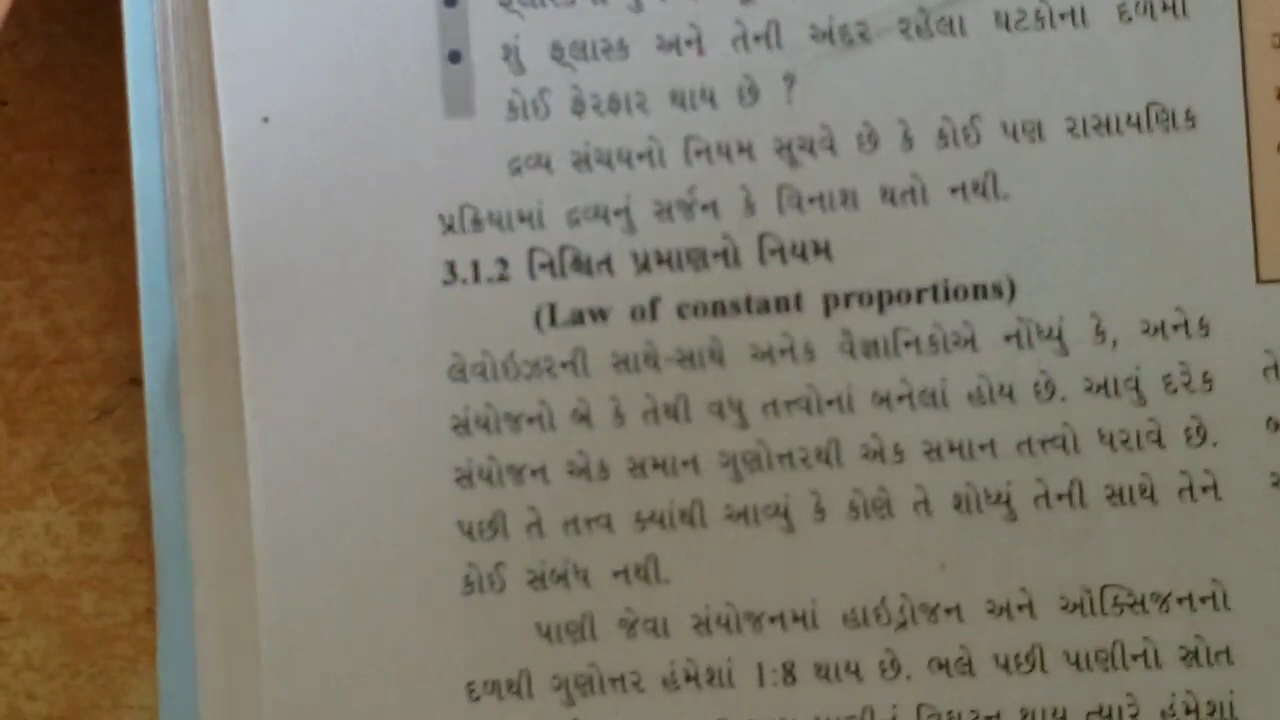 શું ફ્લાસ્ક અને તેની અંદર રહેલા ઘટકોના દળમાં
કોઈ ફેરફાર થાય છે ?
દ્રવ્ય સંચયનો નિયમ સૂચવે છે કે કોઈ પણ રાસાયણિક
પ્રક્રિયામાં દ્રવ્યનું સર્જન કે વિનાશ થતો નથી.
3.1.2 નિશ્ચિત પ્રમાણનો નિયમ
(Law of constant proportions)
લેવોઇઝરની સાથે-સાથે અનેક વૈજ્ઞાનિકોએ નોંધ્યું કે, અનેક
સંયોજનો બે કે તેથી વધુ તત્ત્વોનાં બનેલાં હોય છે. આવું દરેક
સંયોજન એક સમાન ગુણોત્તરથી એક સમાન તત્ત્વો ધરાવે છે.
પછી તે તત્ત્વ ક્યાંથી આવ્યું કે કોણે તે શોધ્યું તેની સાથે તેને
કોઈ સંબંધ નથી.
પાણી જેવા સંયોજનમાં હાઇડ્રોજન અને ઑક્સિજનનો
દળથી ગુણોત્તર હંમેશાં 1:8 થાય છે. ભલે પછી પાણીનો સ્રોત
વિઘટન થાય ત્યારે હંમેશાં